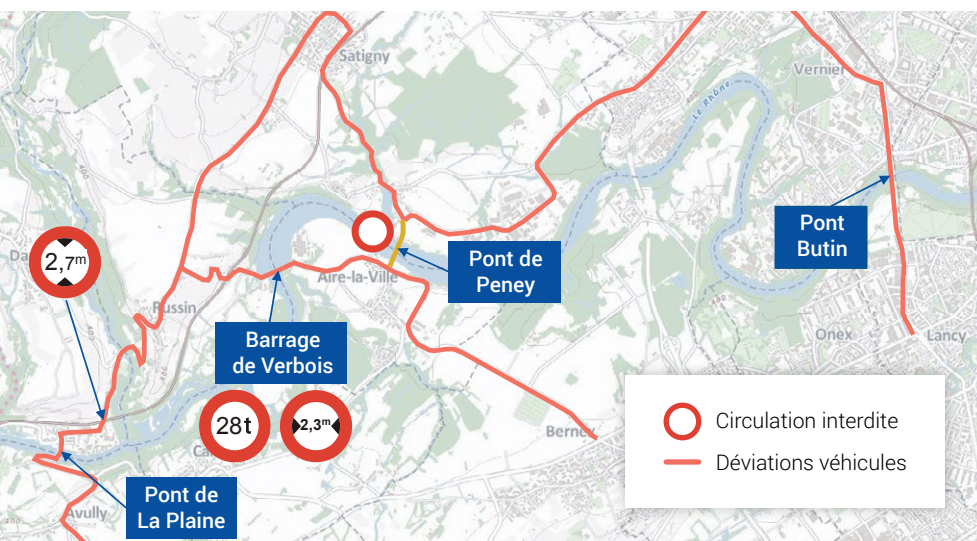 Satigny
Vernier
Le Rhône
2,7m
Pont
Butin
Pont de
Peney
Aire-la-Ville
Russin
Barrage
de Verbois
Onex
Lancy
28t
2,3m
Bernex
Circulation interdite
Déviations véhicules
Pont de
La Plaine
Avully